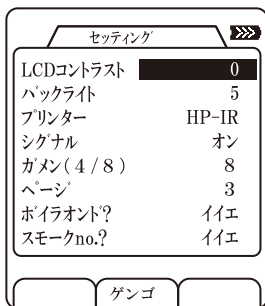 セッティング
LCDコントラスト 0
バックライト 5
プリンター HP-IR
シグナル オン
ガメン(4/8) 8
ページ 3
ボイラオンド? イイエ
スモークno.? イイエ
ゲンゴ